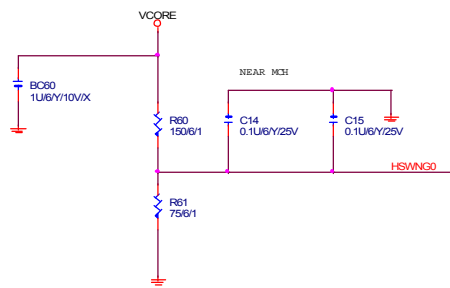 VCORE
NEAR MCH
BC60
1U/6/Y/10V/X
R60
150/6/1
C14
0.1U/6/Y/25V
C15
0.1U/6/Y/25V
HSWNG0
R61
75/6/1